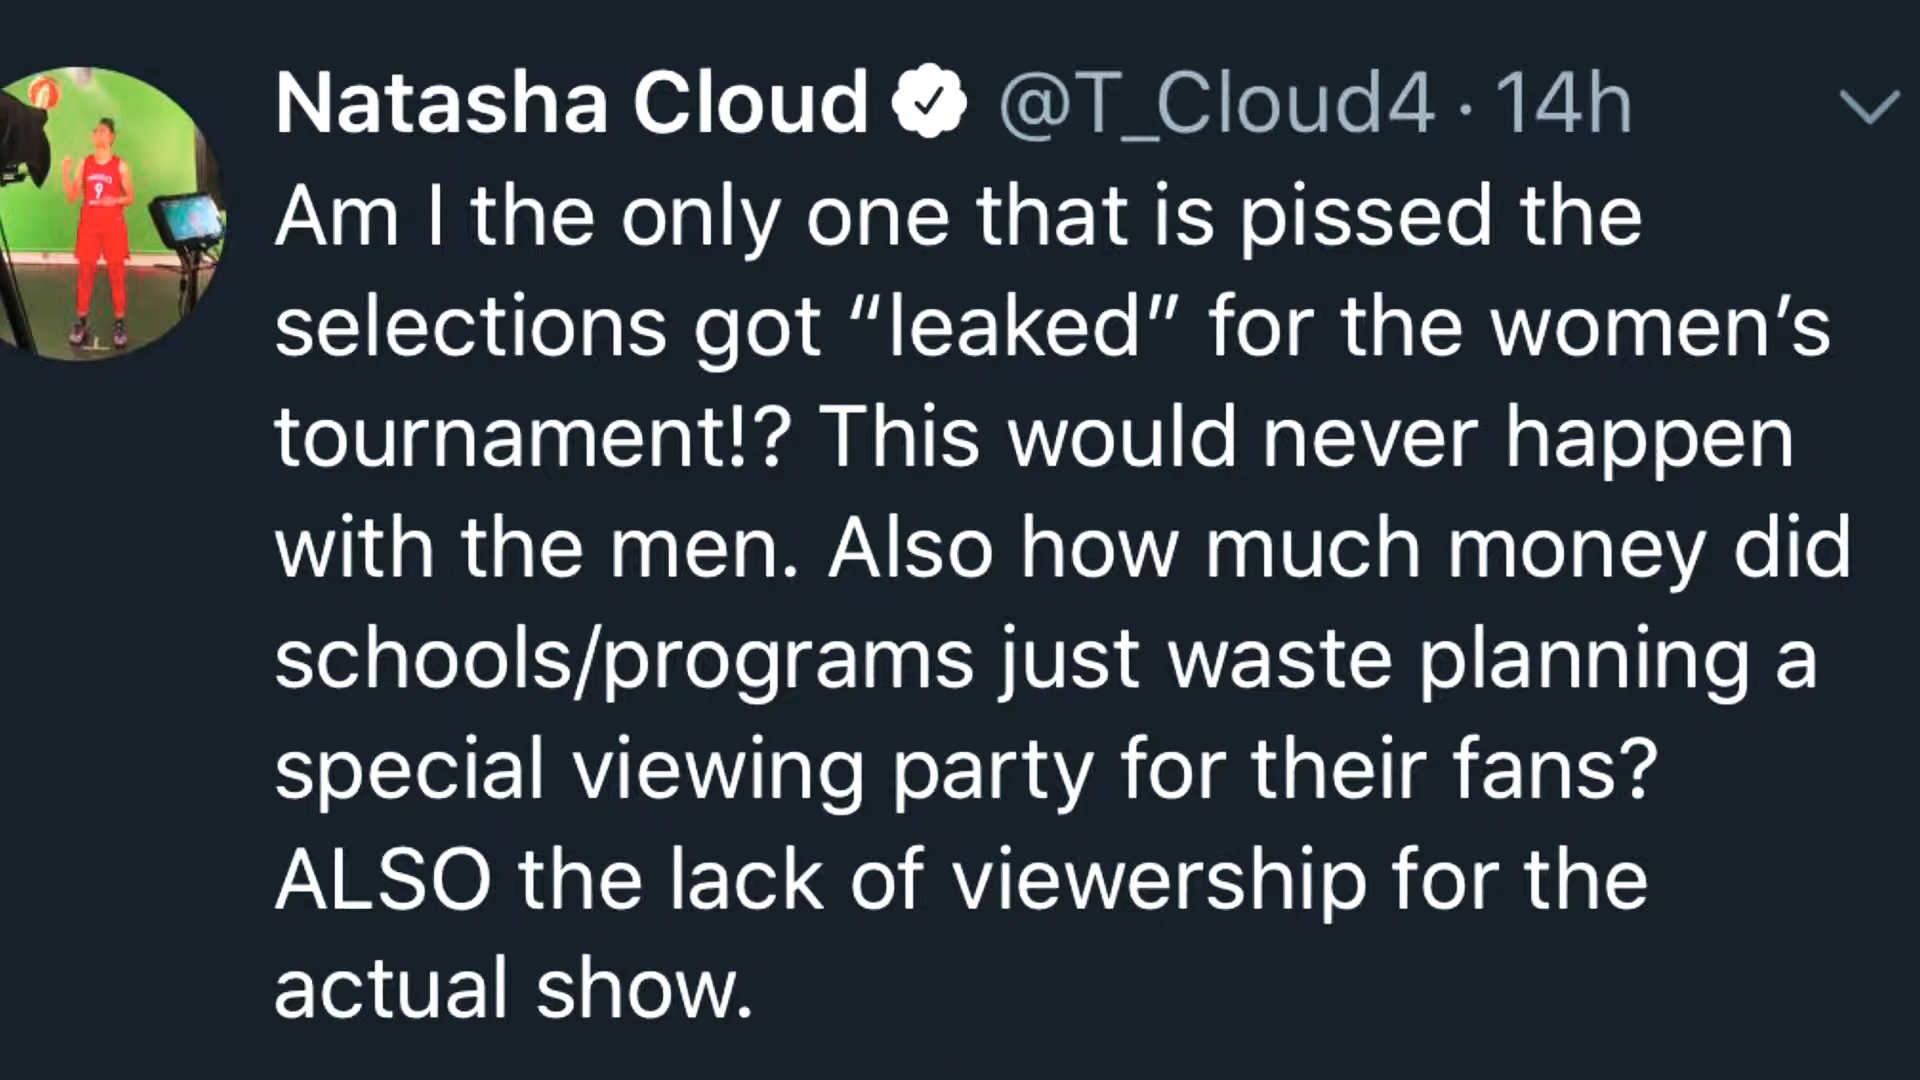 Natasha Cloud @T_Cloud4 · 14h
Am I the only one that is pissed the
selections got “leaked” for the women’s
tournament!? This would never happen
with the men. Also how much money did
schools/programs just waste planning a
special viewing party for their fans?
ALSO the lack of viewership for the
actual show.
9